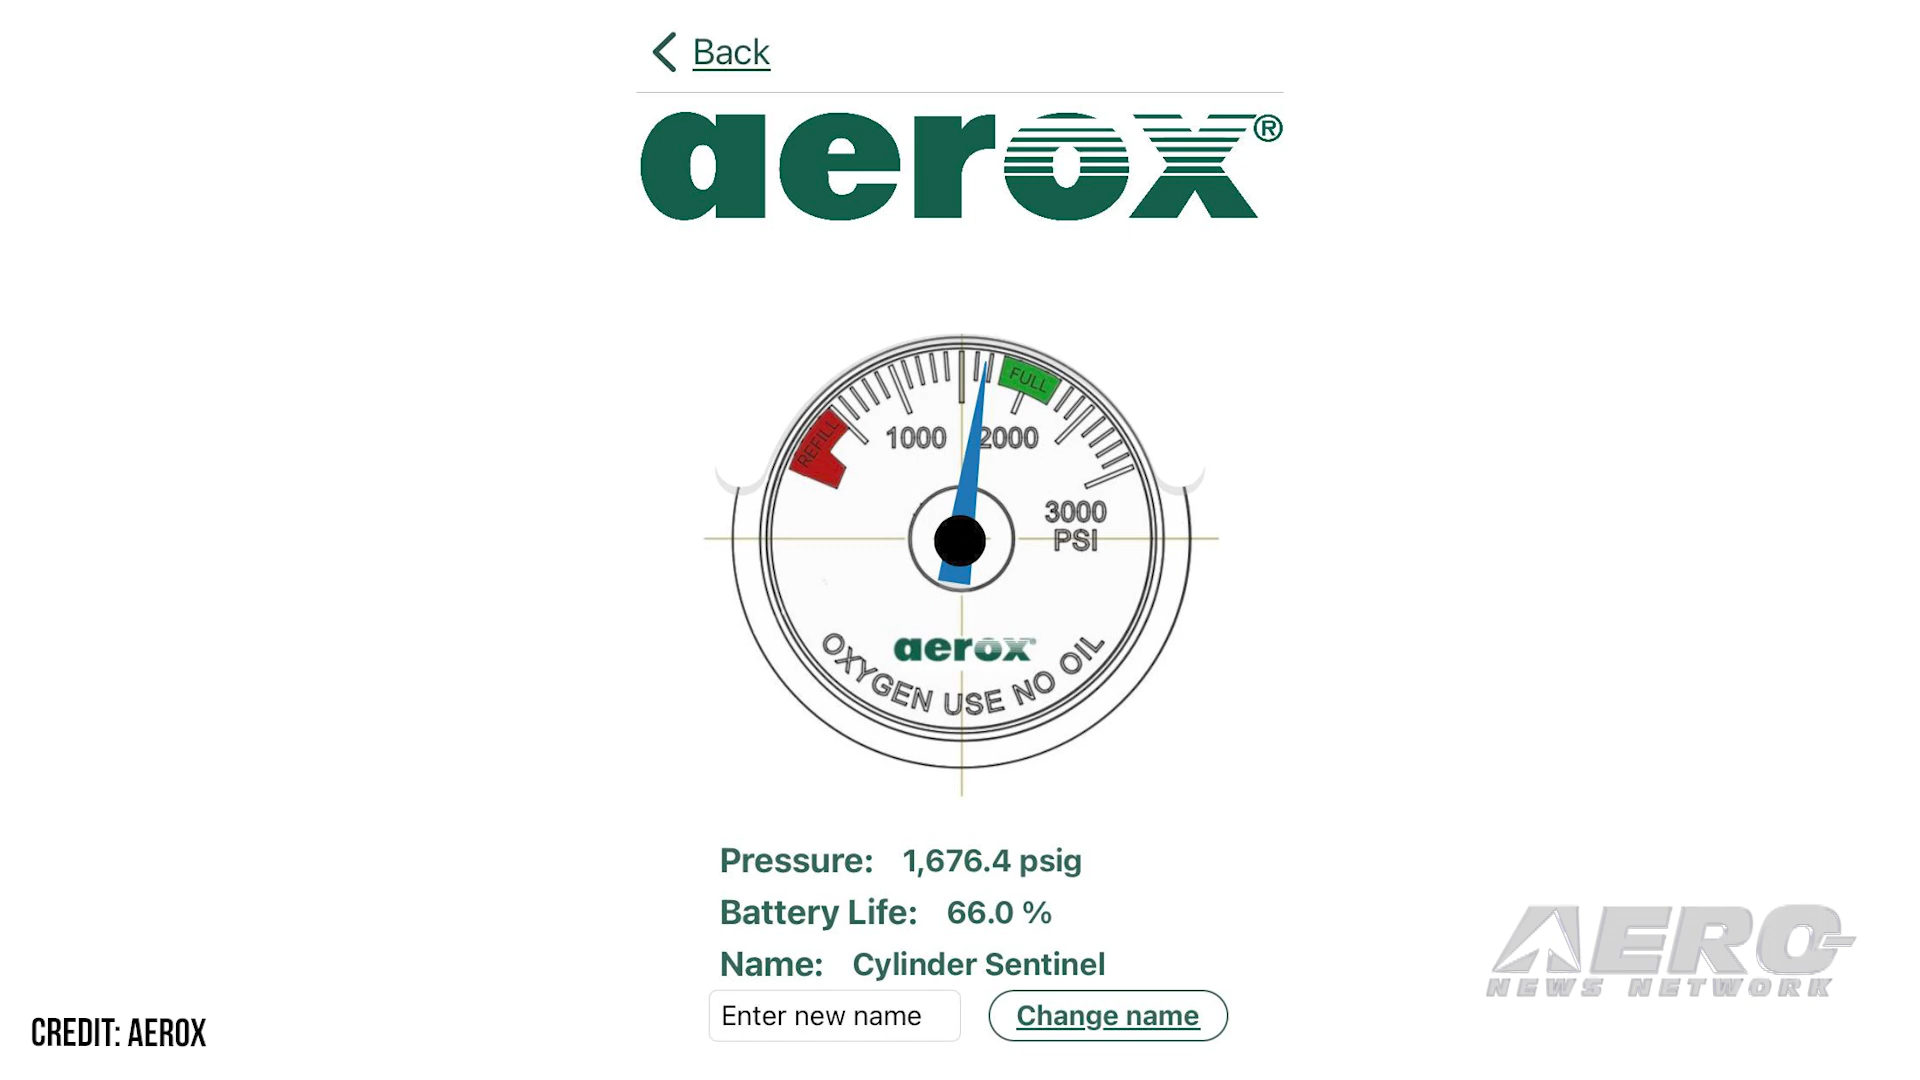 Back
aerox®
REFILL
FULL
1000
2000
3000
PSI
aerox
OXYGEN USE NO OIL
Pressure: 1,676.4 psig
Battery Life: 66.0 %
Name: Cylinder Sentinel
Enter new name
Change name
AERO-
NEWS NETWORK
CREDIT: AEROX